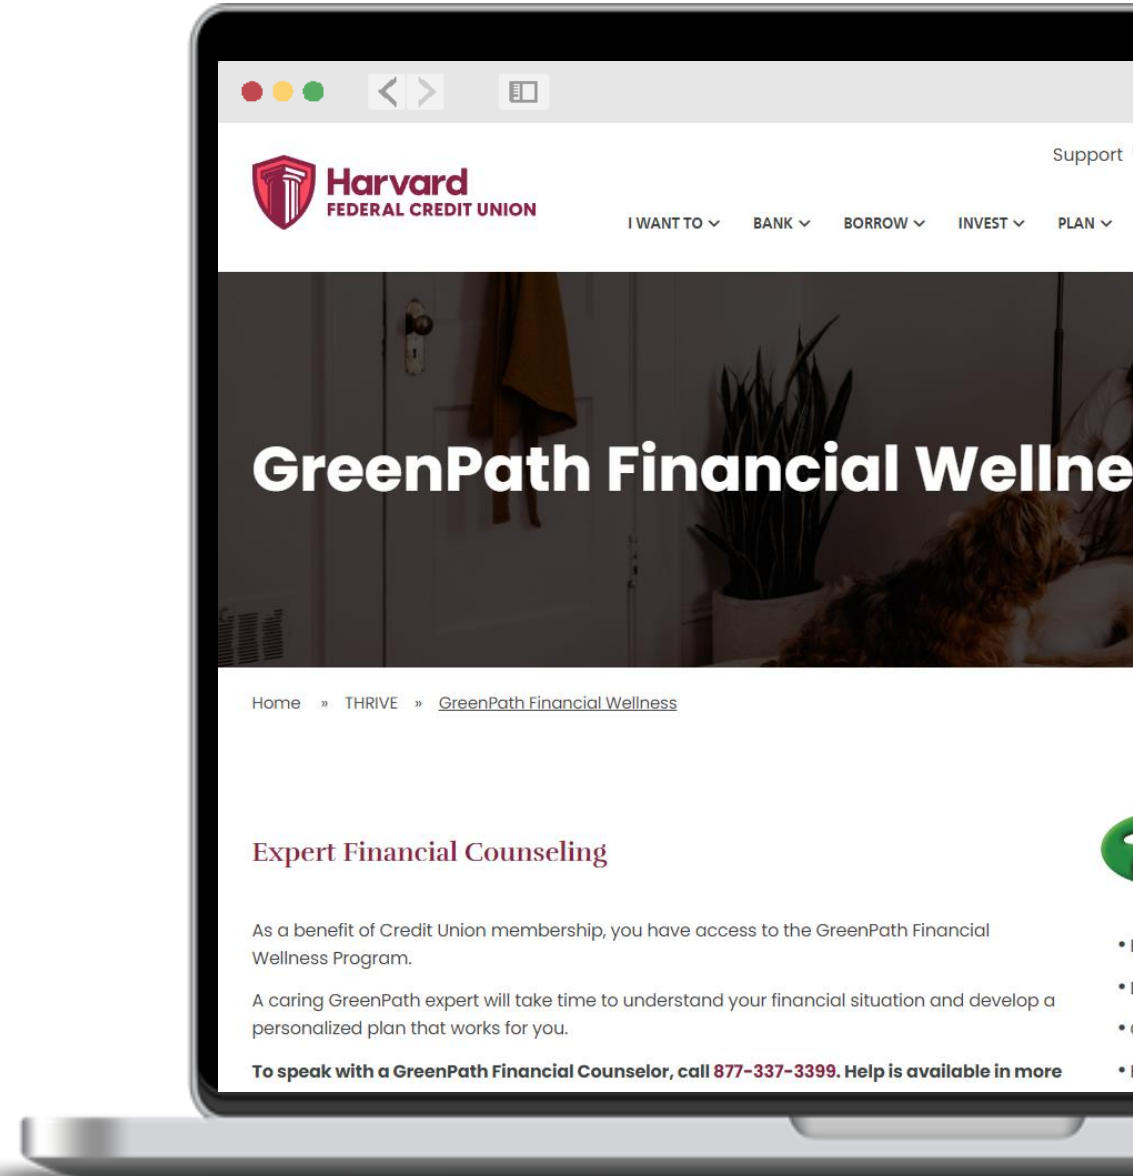 Support
Harvard
FEDERAL CREDIT UNION
I WANT TO
BANK
BORROW
INVEST
PLAN
GreenPath Financial Wellne
Home » THRIVE » GreenPath Financial Wellness
Expert Financial Counseling
As a benefit of Credit Union membership, you have access to the GreenPath Financial
Wellness Program.
A caring GreenPath expert will take time to understand your financial situation and develop a
personalized plan that works for you.
To speak with a GreenPath Financial Counselor, call 877-337-3399. Help is available in more